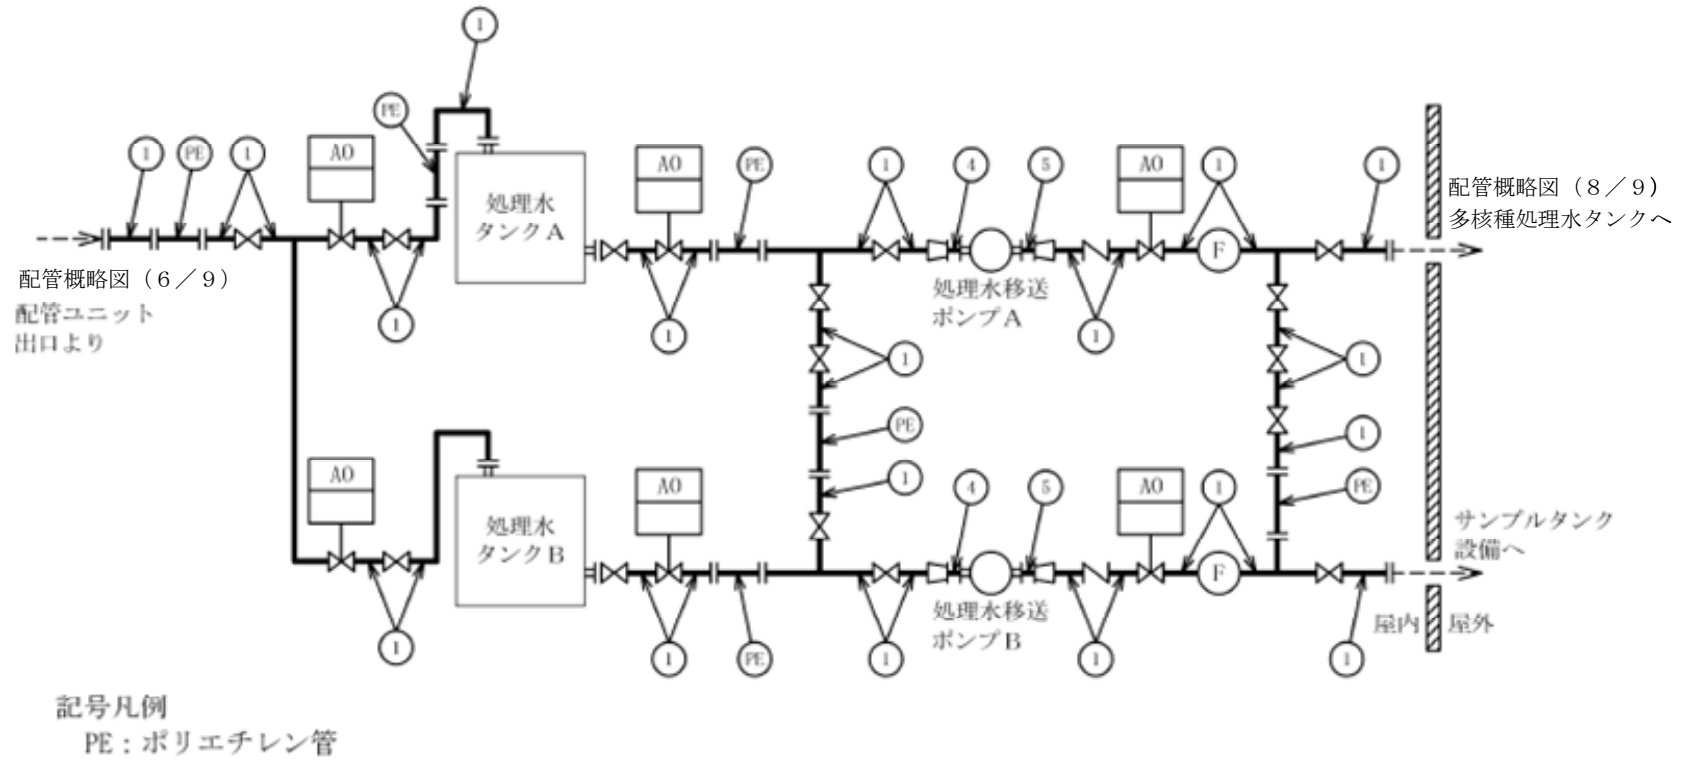 1
PE
1
PE
1
AO
処理水
タンクA
1
AO
1
PE
1
4
5
処理水移送
ポンプA
1
AO
1
F
1
配管概略図（８／９）
多核種処理水タンクへ
配管概略図（６／９）
配管ユニット
出口より
1
PE
1
1
1
PE
AO
1
処理水
タンクB
AO
1
PE
1
4
5
処理水移送
ポンプB
1
AO
1
F
1
サンプルタンク
設備へ
屋内
屋外
記号凡例
PE：ポリエチレン管